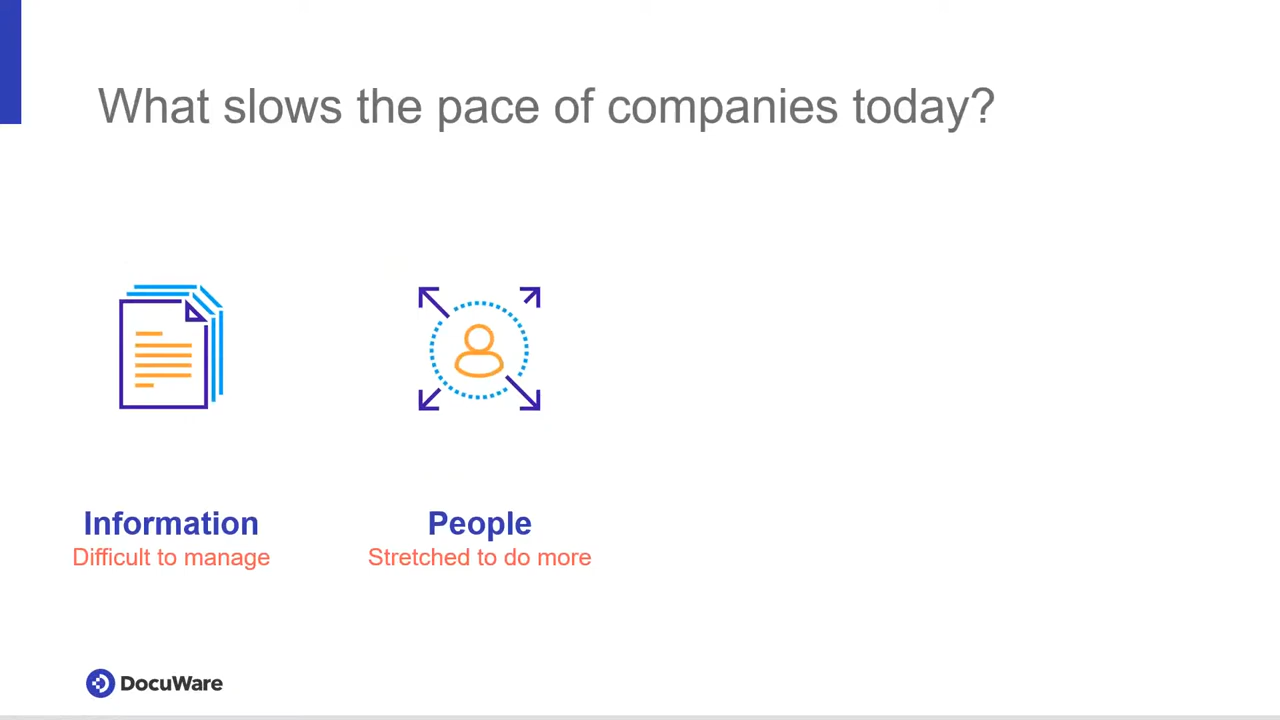 What slows the pace of companies today?
Information
Difficult to manage
People
Stretched to do more
DocuWare